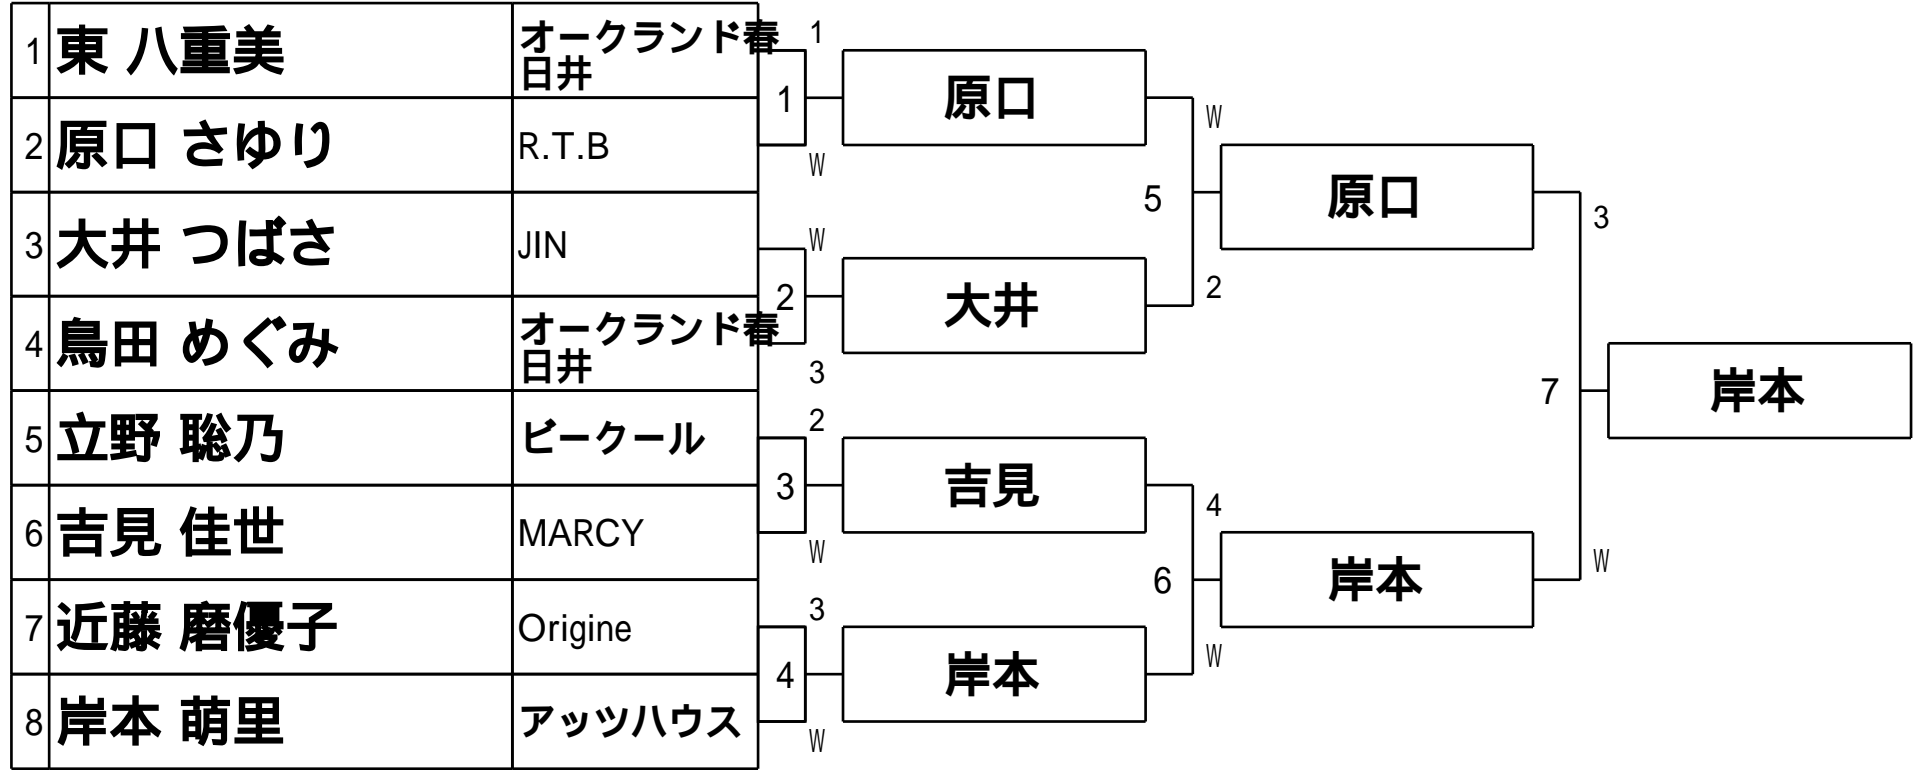 1 東 八重美 オークランド春
日井
2 原口 さゆり R.T.B
3 大井 つばさ JIN
4 鳥田 めぐみ オークランド春
日井
5 立野 聡乃 ビークール
6 吉見 佳世 MARCY
7 近藤 磨優子 Origine
8 岸本 萌里 アッツハウス
1
1
W
原口
W
2
3
大井
2
3
W
吉見
3
4
W
岸本
W
5
2
原口
4
6
W
岸本
3
7
W
岸本